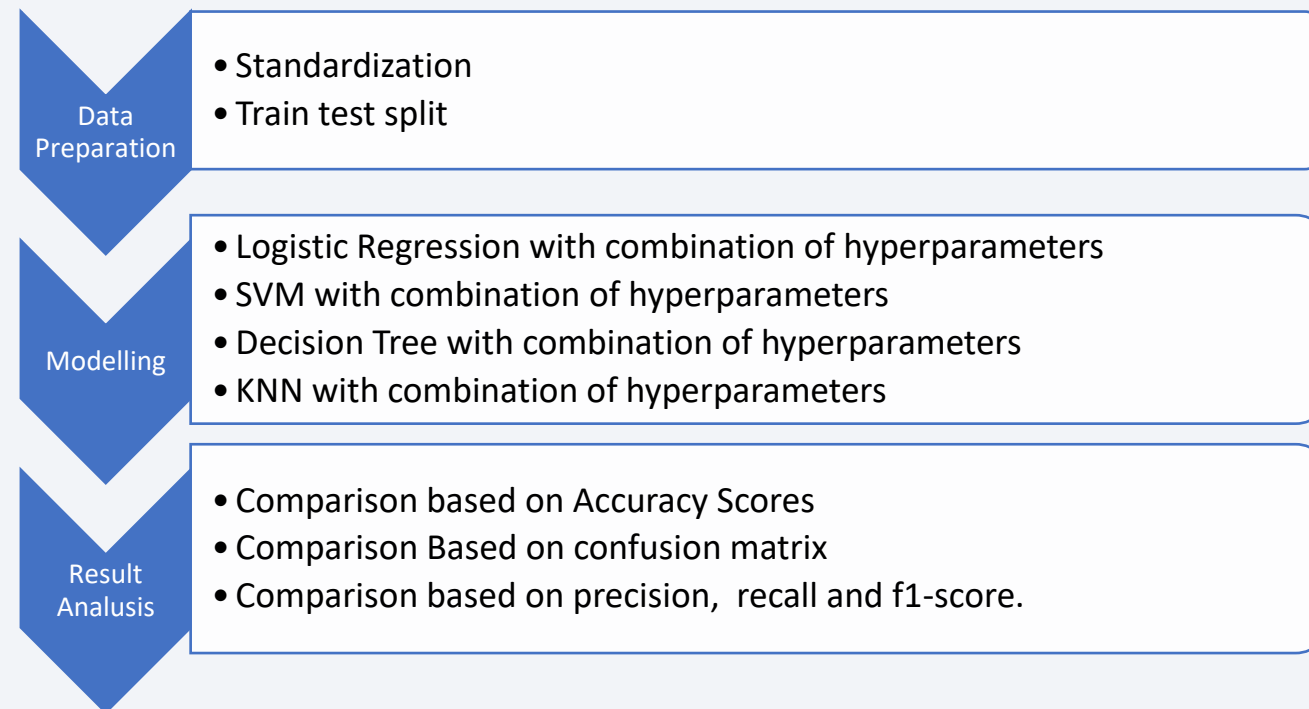 Data
Preparation
• Standardization
• Train test split
Modelling
• Logistic Regression with combination of hyperparameters
• SVM with combination of hyperparameters
• Decision Tree with combination of hyperparameters
• KNN with combination of hyperparameters
Result
Analusis
• Comparison based on Accuracy Scores
• Comparison Based on confusion matrix
• Comparison based on precision,  recall and f1-score.